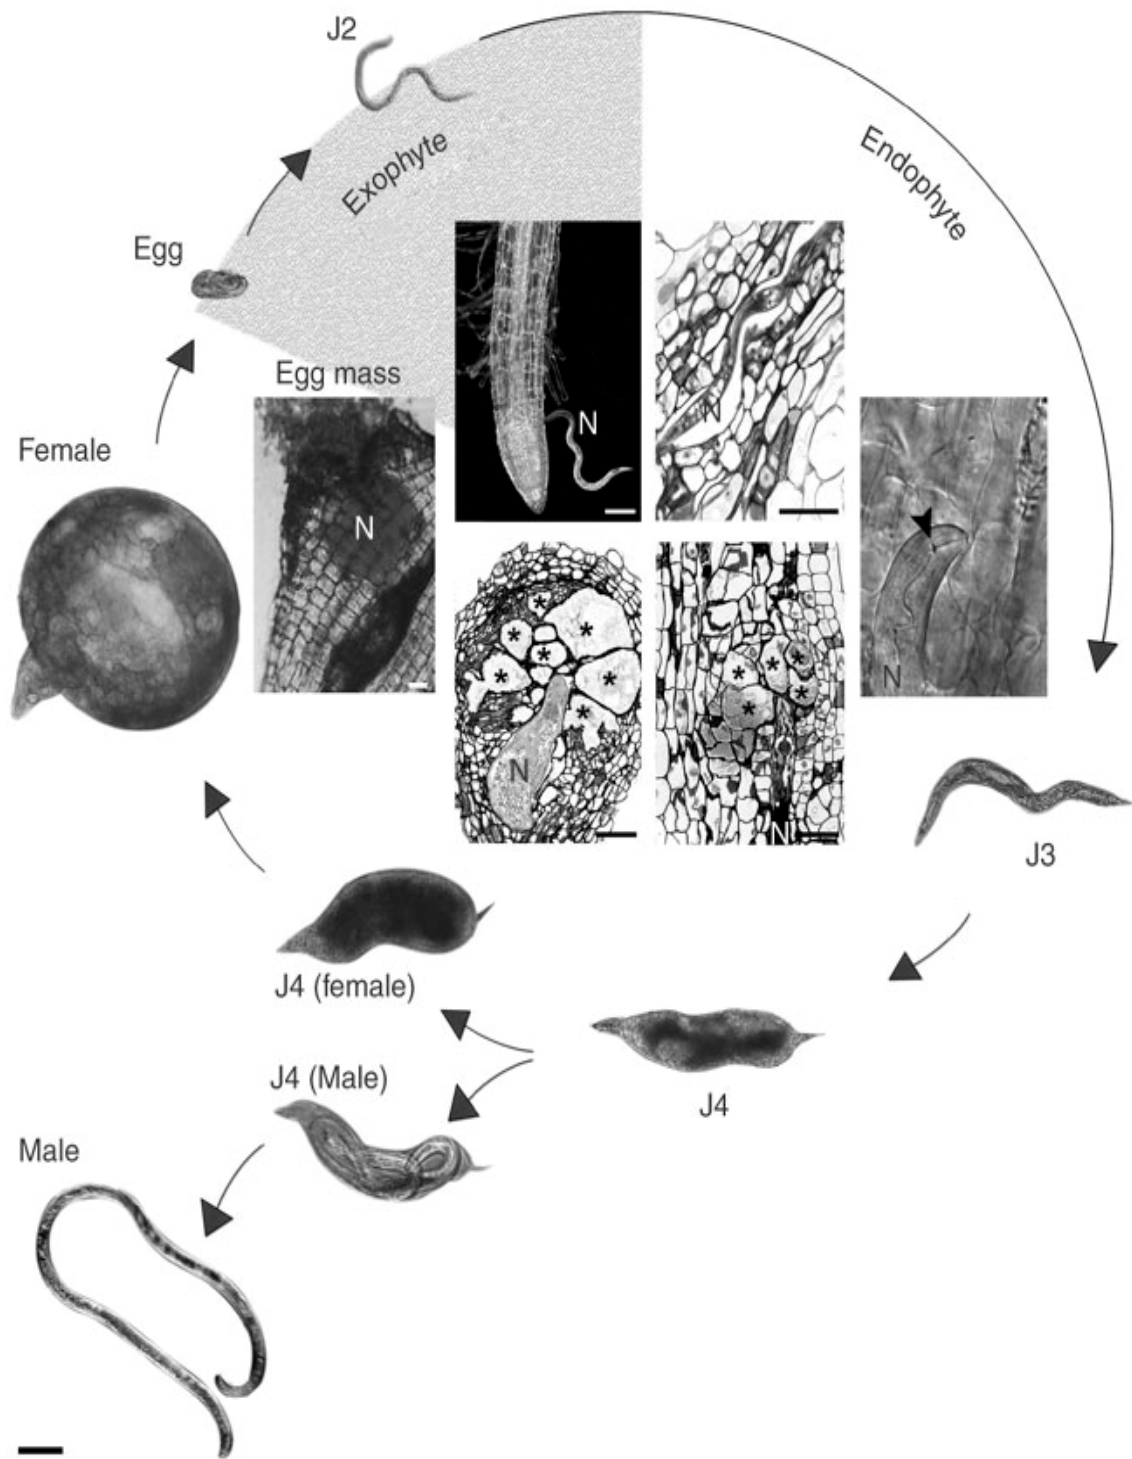 J2
Exophyte
Endophyte
Egg
Egg mass
Female
N
N
N
N
N
N
* * * * * * * *
* * * * *
J3
J4 (female)
J4 (Male)
J4
Male